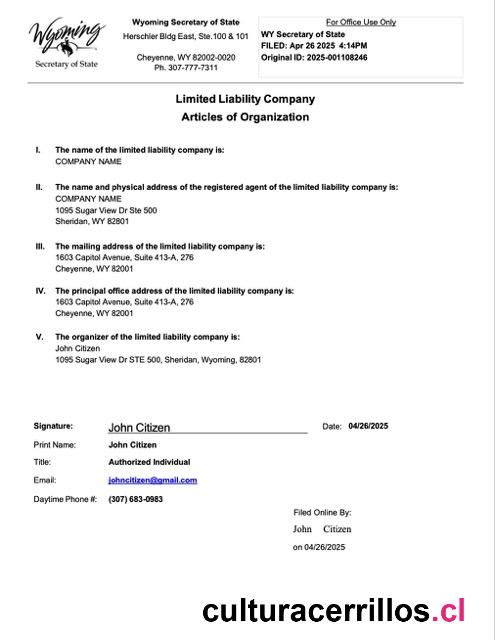 Wyoming
Secretary of State
Wyoming Secretary of State
Herschler Bldg East, Ste.100 & 101
Cheyenne, WY 82002-0020
Ph. 307-777-7311
For Office Use Only
WY Secretary of State
FILED: Apr 26 2025 4:14PM
Original ID: 2025-001108246
Limited Liability Company
Articles of Organization
I. The name of the limited liability company is:
COMPANY NAME
II. The name and physical address of the registered agent of the limited liability company is:
COMPANY NAME
1095 Sugar View Dr Ste 500
Sheridan, WY 82801
III. The mailing address of the limited liability company is:
1603 Capitol Avenue, Suite 413-A, 276
Cheyenne, WY 82001
IV. The principal office address of the limited liability company is:
1603 Capitol Avenue, Suite 413-A, 276
Cheyenne, WY 82001
V. The organizer of the limited liability company is:
John Citizen
1095 Sugar View Dr STE 500, Sheridan, Wyoming, 82801
Signature: John Citizen Date: 04/26/2025
Print Name: John Citizen
Title: Authorized Individual
Email: johncitizen@gmail.com
Daytime Phone #: (307) 683-0983
Filed Online By:
John Citizen
on 04/26/2025
culturacerrillos.cl